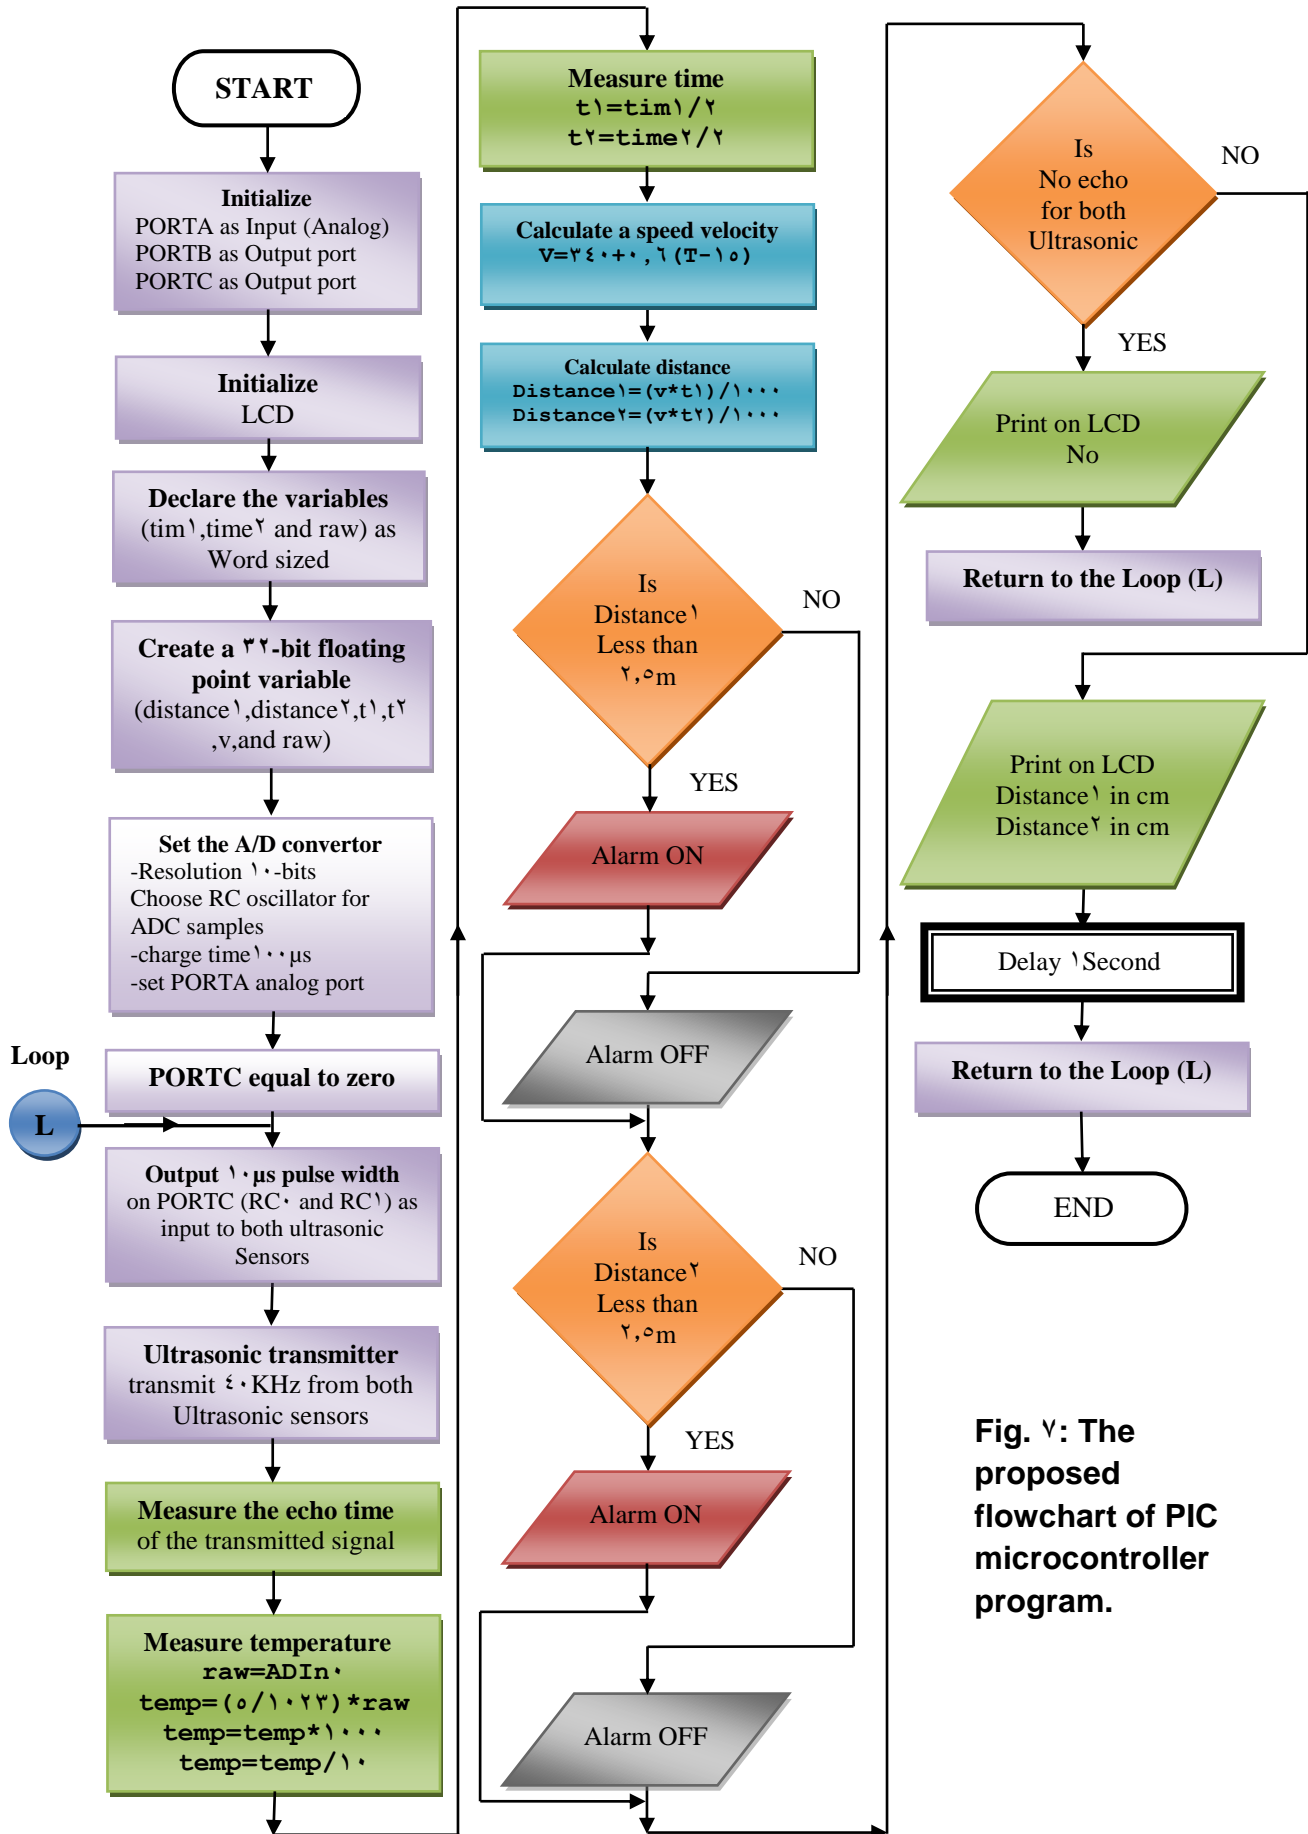 START
Initialize
PORTA as Input (Analog)
PORTB as Output port
PORTC as Output port
Initialize
LCD
Declare the variables
(tim١,time٢ and raw) as
Word sized
Create a ٣٢-bit floating
point variable
(distance١,distance٢,t١,t٢
,v,and raw)
Set the A/D convertor
-Resolution ١٠-bits
Choose RC oscillator for
ADC samples
-charge time١٠٠µs
-set PORTA analog port
PORTC equal to zero
Loop
L
Output ١٠µs pulse width
on PORTC (RC٠ and RC١) as
input to both ultrasonic
Sensors
Ultrasonic transmitter
transmit ٤٠KHz from both
Ultrasonic sensors
Measure the echo time
of the transmitted signal
Measure temperature
raw=ADIn٠
temp=(٥/١٠٢٣)*raw
temp=temp*١٠٠٠
temp=temp/١٠
Measure time
t١=tim١/٢
t٢=time٢/٢
Calculate a speed velocity
V=٣٤٠+٠,٦(T-١٥)
Calculate distance
Distance١=(v*t١)/١٠٠٠
Distance٢=(v*t٢)/١٠٠٠
Is
Distance١
Less than
٢,٥m
NO
YES
Alarm ON
Alarm OFF
Is
Distance٢
Less than
٢,٥m
NO
YES
Alarm ON
Alarm OFF
Is
No echo
for both
Ultrasonic
NO
YES
Print on LCD
No
Return to the Loop (L)
Print on LCD
Distance١ in cm
Distance٢ in cm
Delay ١Second
Return to the Loop (L)
END
Fig. ٧: The
proposed
flowchart of PIC
microcontroller
program.